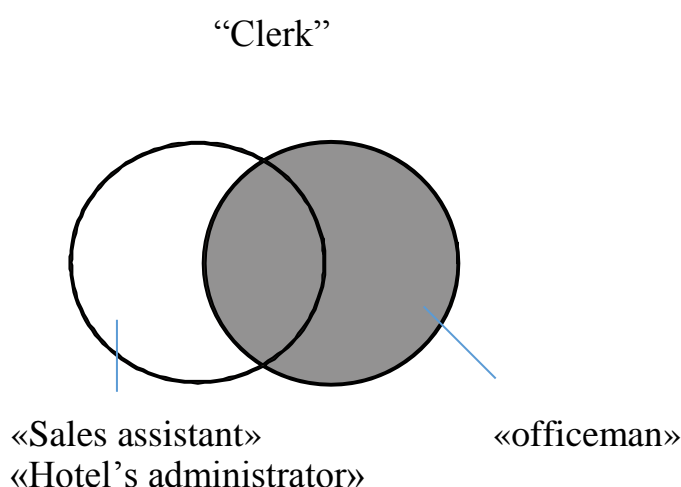 “Clerk”
«Sales assistant»
«officeman»
«Hotel’s administrator»